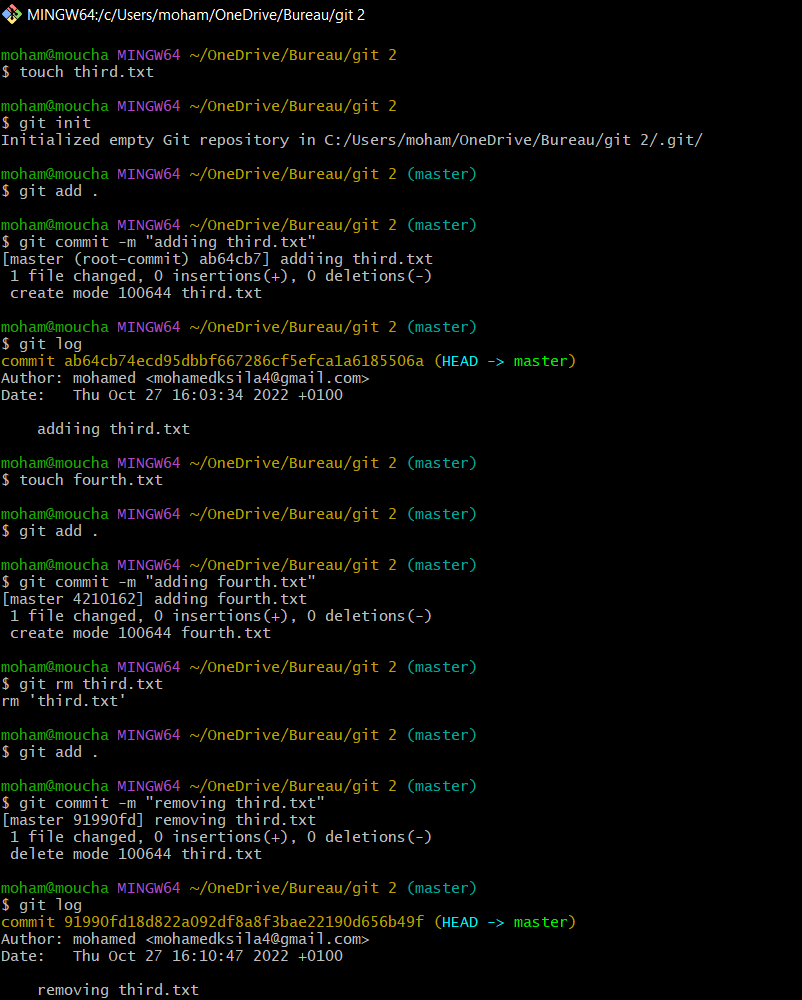 MINGW64:/c/Users/moham/OneDrive/Bureau/git 2
moham@moucha MINGW64 ~/OneDrive/Bureau/git 2
$ touch third.txt
moham@moucha MINGW64 ~/OneDrive/Bureau/git 2
$ git init
Initialized empty Git repository in C:/Users/moham/OneDrive/Bureau/git 2/.git/
moham@moucha MINGW64 ~/OneDrive/Bureau/git 2 (master)
$ git add .
moham@moucha MINGW64 ~/OneDrive/Bureau/git 2 (master)
$ git commit -m "addiing third.txt"
[master (root-commit) ab64cb7] addiing third.txt
 1 file changed, 0 insertions(+), 0 deletions(-)
 create mode 100644 third.txt
moham@moucha MINGW64 ~/OneDrive/Bureau/git 2 (master)
$ git log
commit ab64cb74ecd95dbbf667286cf5efca1a6185506a (HEAD -> master)
Author: mohamed <mohamedksila4@gmail.com>
Date:   Thu Oct 27 16:03:34 2022 +0100
    addiing third.txt
moham@moucha MINGW64 ~/OneDrive/Bureau/git 2 (master)
$ touch fourth.txt
moham@moucha MINGW64 ~/OneDrive/Bureau/git 2 (master)
$ git add .
moham@moucha MINGW64 ~/OneDrive/Bureau/git 2 (master)
$ git commit -m "adding fourth.txt"
[master 4210162] adding fourth.txt
 1 file changed, 0 insertions(+), 0 deletions(-)
 create mode 100644 fourth.txt
moham@moucha MINGW64 ~/OneDrive/Bureau/git 2 (master)
$ git rm third.txt
rm 'third.txt'
moham@moucha MINGW64 ~/OneDrive/Bureau/git 2 (master)
$ git add .
moham@moucha MINGW64 ~/OneDrive/Bureau/git 2 (master)
$ git commit -m "removing third.txt"
[master 91990fd] removing third.txt
 1 file changed, 0 insertions(+), 0 deletions(-)
 delete mode 100644 third.txt
moham@moucha MINGW64 ~/OneDrive/Bureau/git 2 (master)
$ git log
commit 91990fd18d822a092df8a8f3bae22190d656b49f (HEAD -> master)
Author: mohamed <mohamedksila4@gmail.com>
Date:   Thu Oct 27 16:10:47 2022 +0100
    removing third.txt